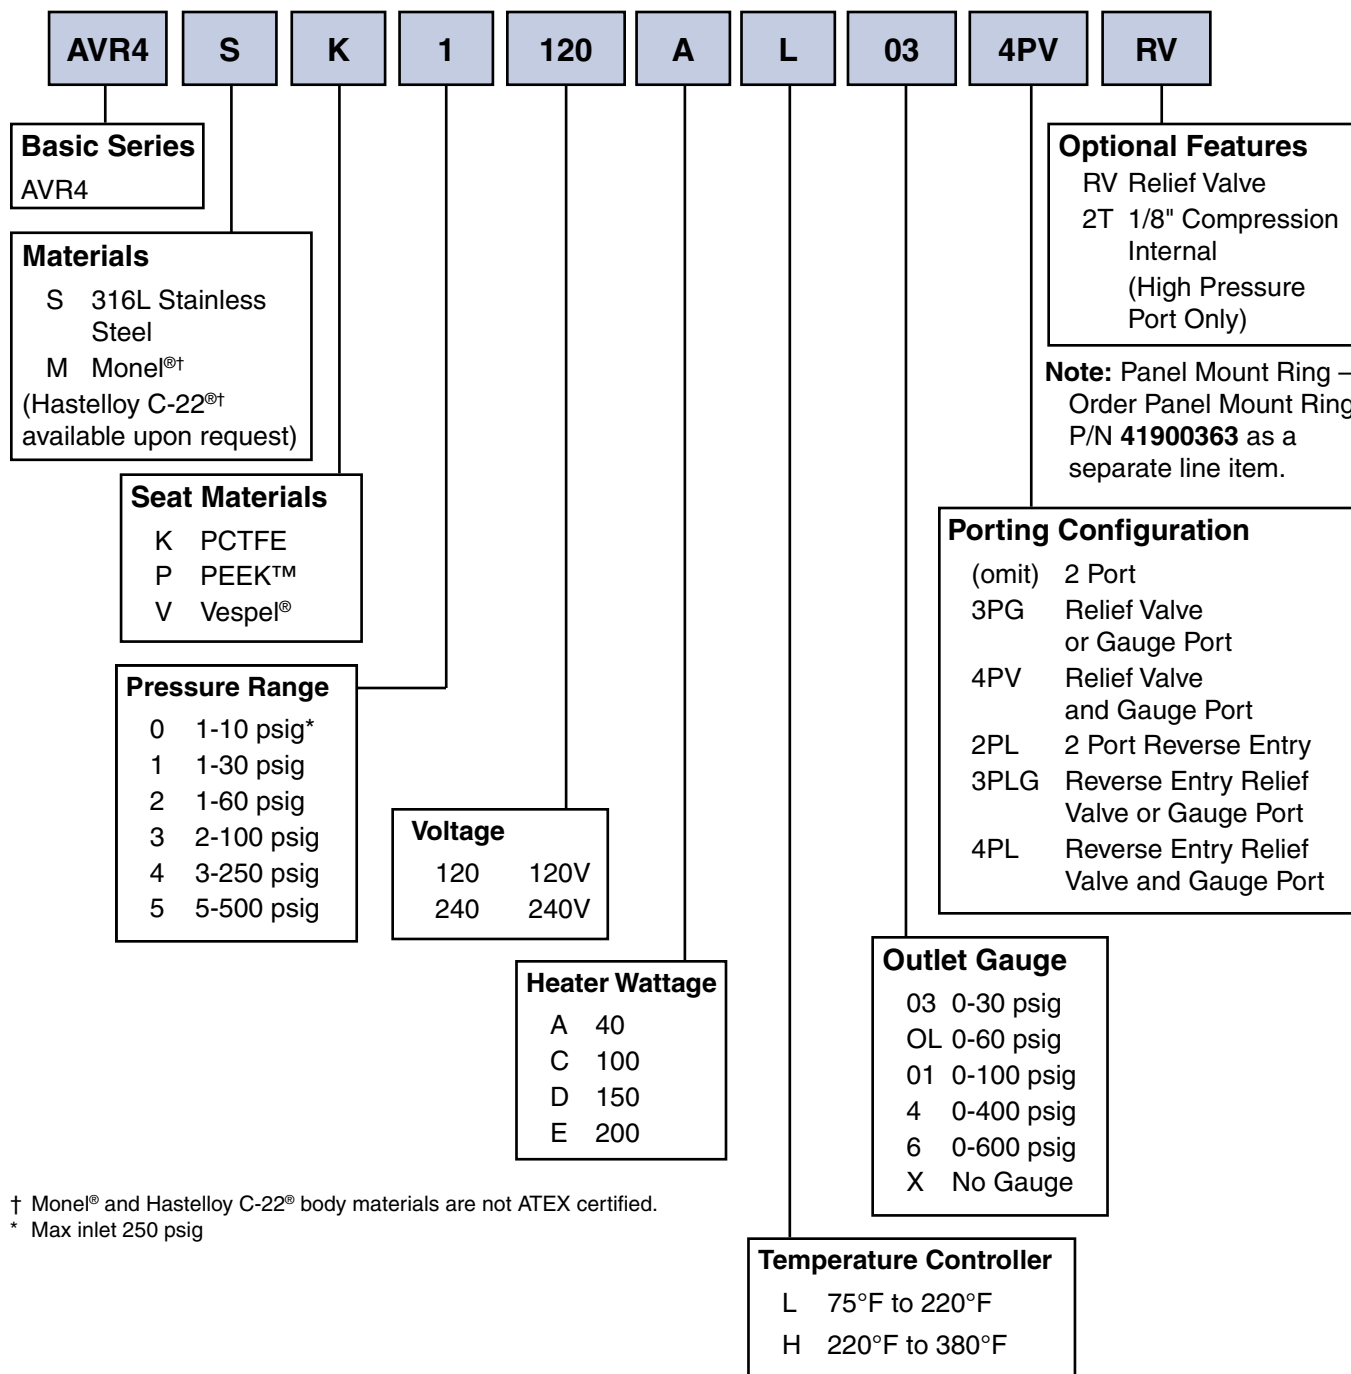 AVR4 S K 1 120 A L 03 4PV RV
Basic Series
AVR4
Materials
S 316L Stainless
Steel
M Monel®†
(Hastelloy C-22®†
available upon request)
Seat Materials
K PCTFE
P PEEK™
V Vespel®
Pressure Range
0 1-10 psig*
1 1-30 psig
2 1-60 psig
3 2-100 psig
4 3-250 psig
5 5-500 psig
Voltage
120 120V
240 240V
Heater Wattage
A 40
C 100
D 150
E 200
Temperature Controller
L 75°F to 220°F
H 220°F to 380°F
Outlet Gauge
03 0-30 psig
OL 0-60 psig
01 0-100 psig
4 0-400 psig
6 0-600 psig
X No Gauge
Porting Configuration
(omit) 2 Port
3PG Relief Valve
or Gauge Port
4PV Relief Valve
and Gauge Port
2PL 2 Port Reverse Entry
3PLG Reverse Entry Relief
Valve or Gauge Port
4PL Reverse Entry Relief
Valve and Gauge Port
Optional Features
RV Relief Valve
2T 1/8" Compression
Internal
(High Pressure
Port Only)
Note: Panel Mount Ring –
Order Panel Mount Ring
P/N 41900363 as a
separate line item.
† Monel® and Hastelloy C-22® body materials are not ATEX certified.
* Max inlet 250 psig